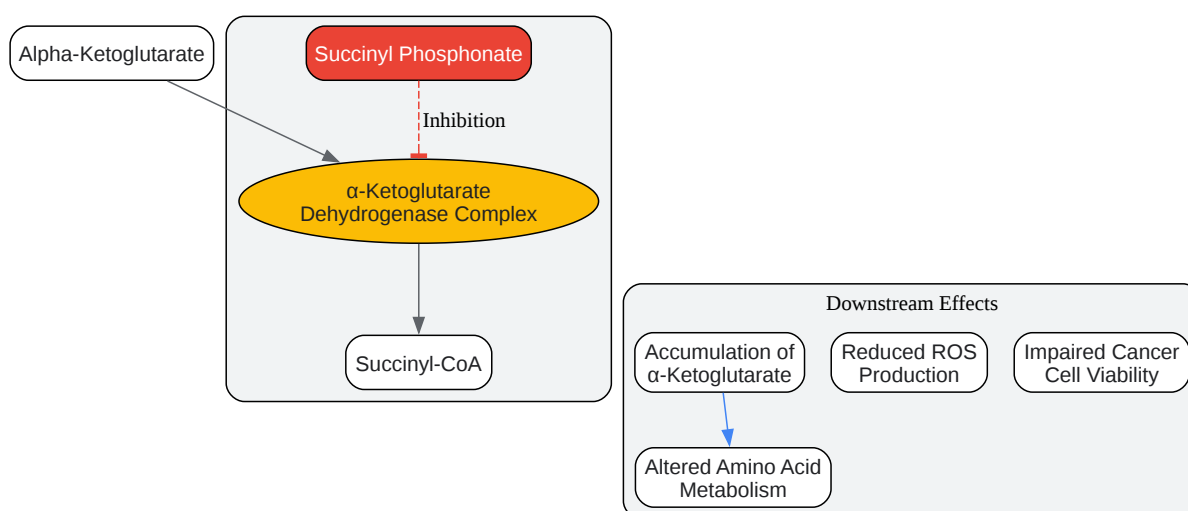 Alpha-Ketoglutarate
Succinyl Phosphonate
Inhibition
α-Ketoglutarate
Dehydrogenase Complex
Succinyl-CoA
Downstream Effects
Accumulation of
α-Ketoglutarate
Reduced ROS
Production
Impaired Cancer
Cell Viability
Altered Amino Acid
Metabolism